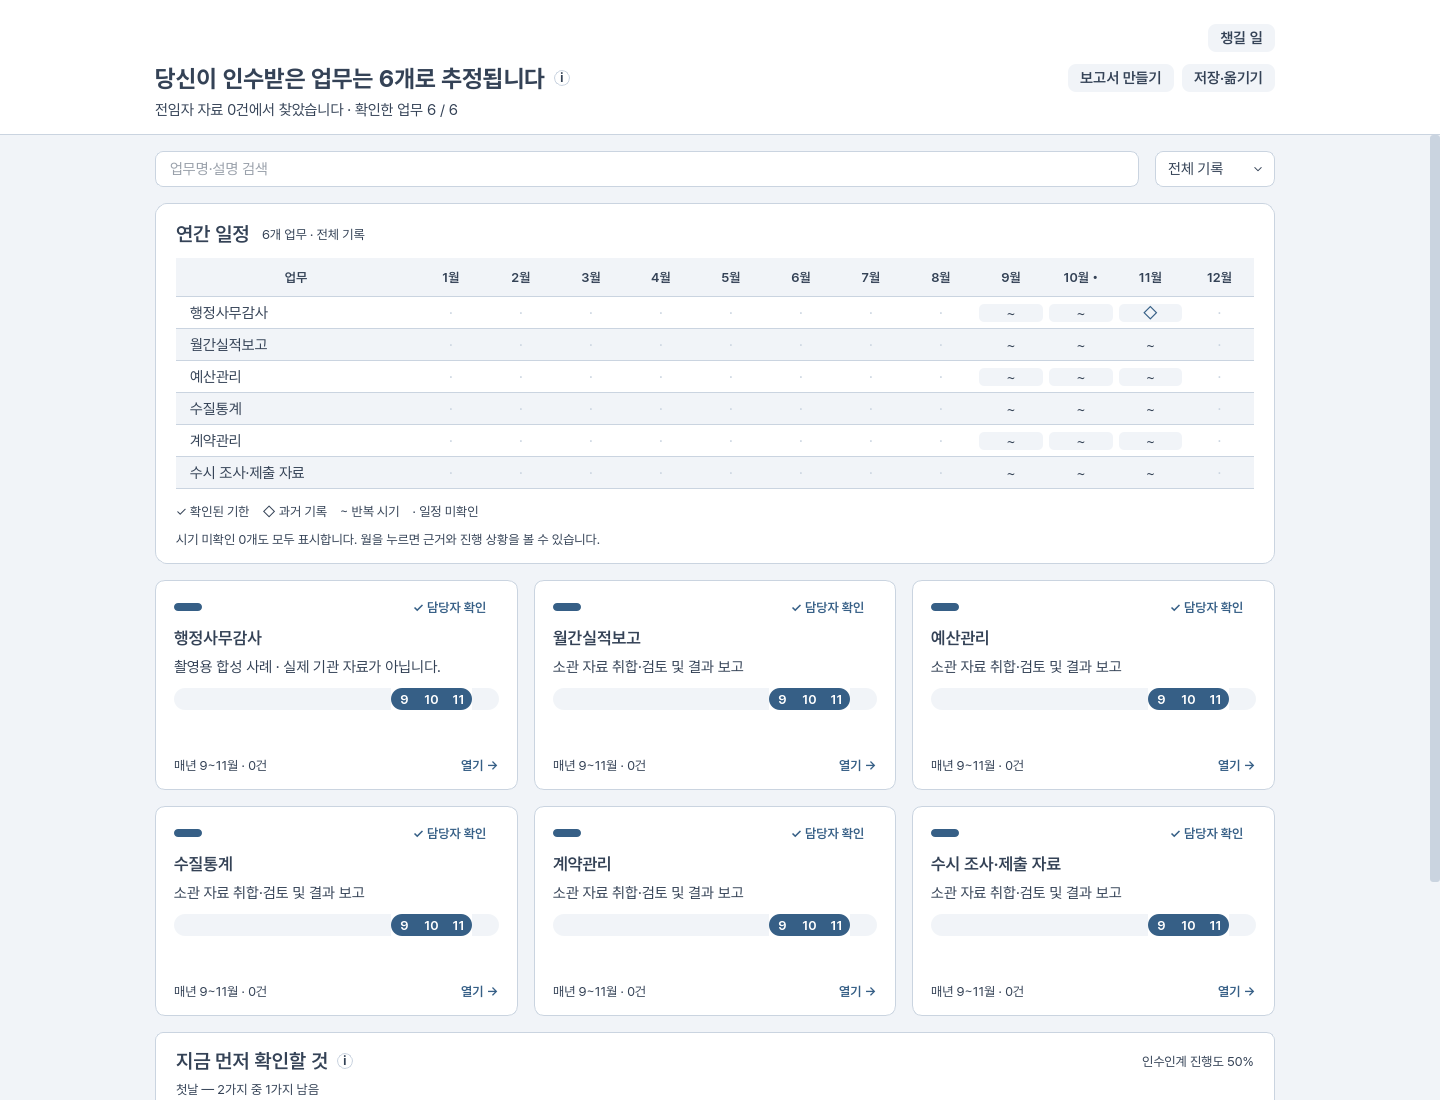 챙길 일
당신이 인수받은 업무는 6개로 추정됩니다 i
보고서 만들기 저장·옮기기
전임자 자료 0건에서 찾았습니다 · 확인한 업무 6 / 6
업무명·설명 검색 전체 기록
연간 일정 6개 업무 · 전체 기록
업무 1월 2월 3월 4월 5월 6월 7월 8월 9월 10월 • 11월 12월
행정사무감사 · · · · · · · · ~ ~ ◇ ·
월간실적보고 · · · · · · · · ~ ~ ~ ·
예산관리 · · · · · · · · ~ ~ ~ ·
수질통계 · · · · · · · · ~ ~ ~ ·
계약관리 · · · · · · · · ~ ~ ~ ·
수시 조사·제출 자료 · · · · · · · · ~ ~ ~ ·
✓ 확인된 기한 ◇ 과거 기록 ~ 반복 시기 · 일정 미확인
시기 미확인 0개도 모두 표시합니다. 월을 누르면 근거와 진행 상황을 볼 수 있습니다.
✓ 담당자 확인
행정사무감사
촬영용 합성 사례 · 실제 기관 자료가 아닙니다.
9 10 11
매년 9~11월 · 0건 열기 →
✓ 담당자 확인
월간실적보고
소관 자료 취합·검토 및 결과 보고
9 10 11
매년 9~11월 · 0건 열기 →
✓ 담당자 확인
예산관리
소관 자료 취합·검토 및 결과 보고
9 10 11
매년 9~11월 · 0건 열기 →
✓ 담당자 확인
수질통계
소관 자료 취합·검토 및 결과 보고
9 10 11
매년 9~11월 · 0건 열기 →
✓ 담당자 확인
계약관리
소관 자료 취합·검토 및 결과 보고
9 10 11
매년 9~11월 · 0건 열기 →
✓ 담당자 확인
수시 조사·제출 자료
소관 자료 취합·검토 및 결과 보고
9 10 11
매년 9~11월 · 0건 열기 →
지금 먼저 확인할 것 i 인수인계 진행도 50%
첫날 — 2가지 중 1가지 남음